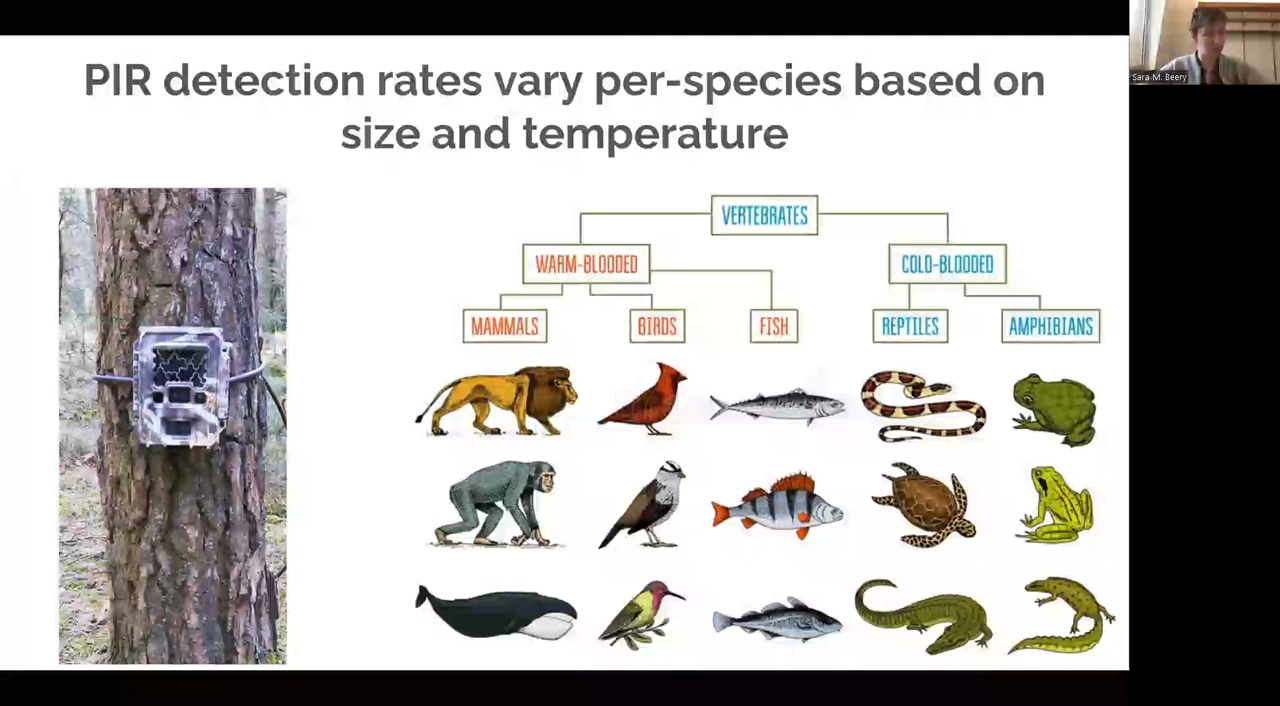 PIR detection rates vary per-species based on
size and temperature
Sara M. Beery
VERTEBRATES
WARM-BLOODED
COLD-BLODDED
MAMMALS
BIRDS
FISH
REPTILES
AMPHIBIANS